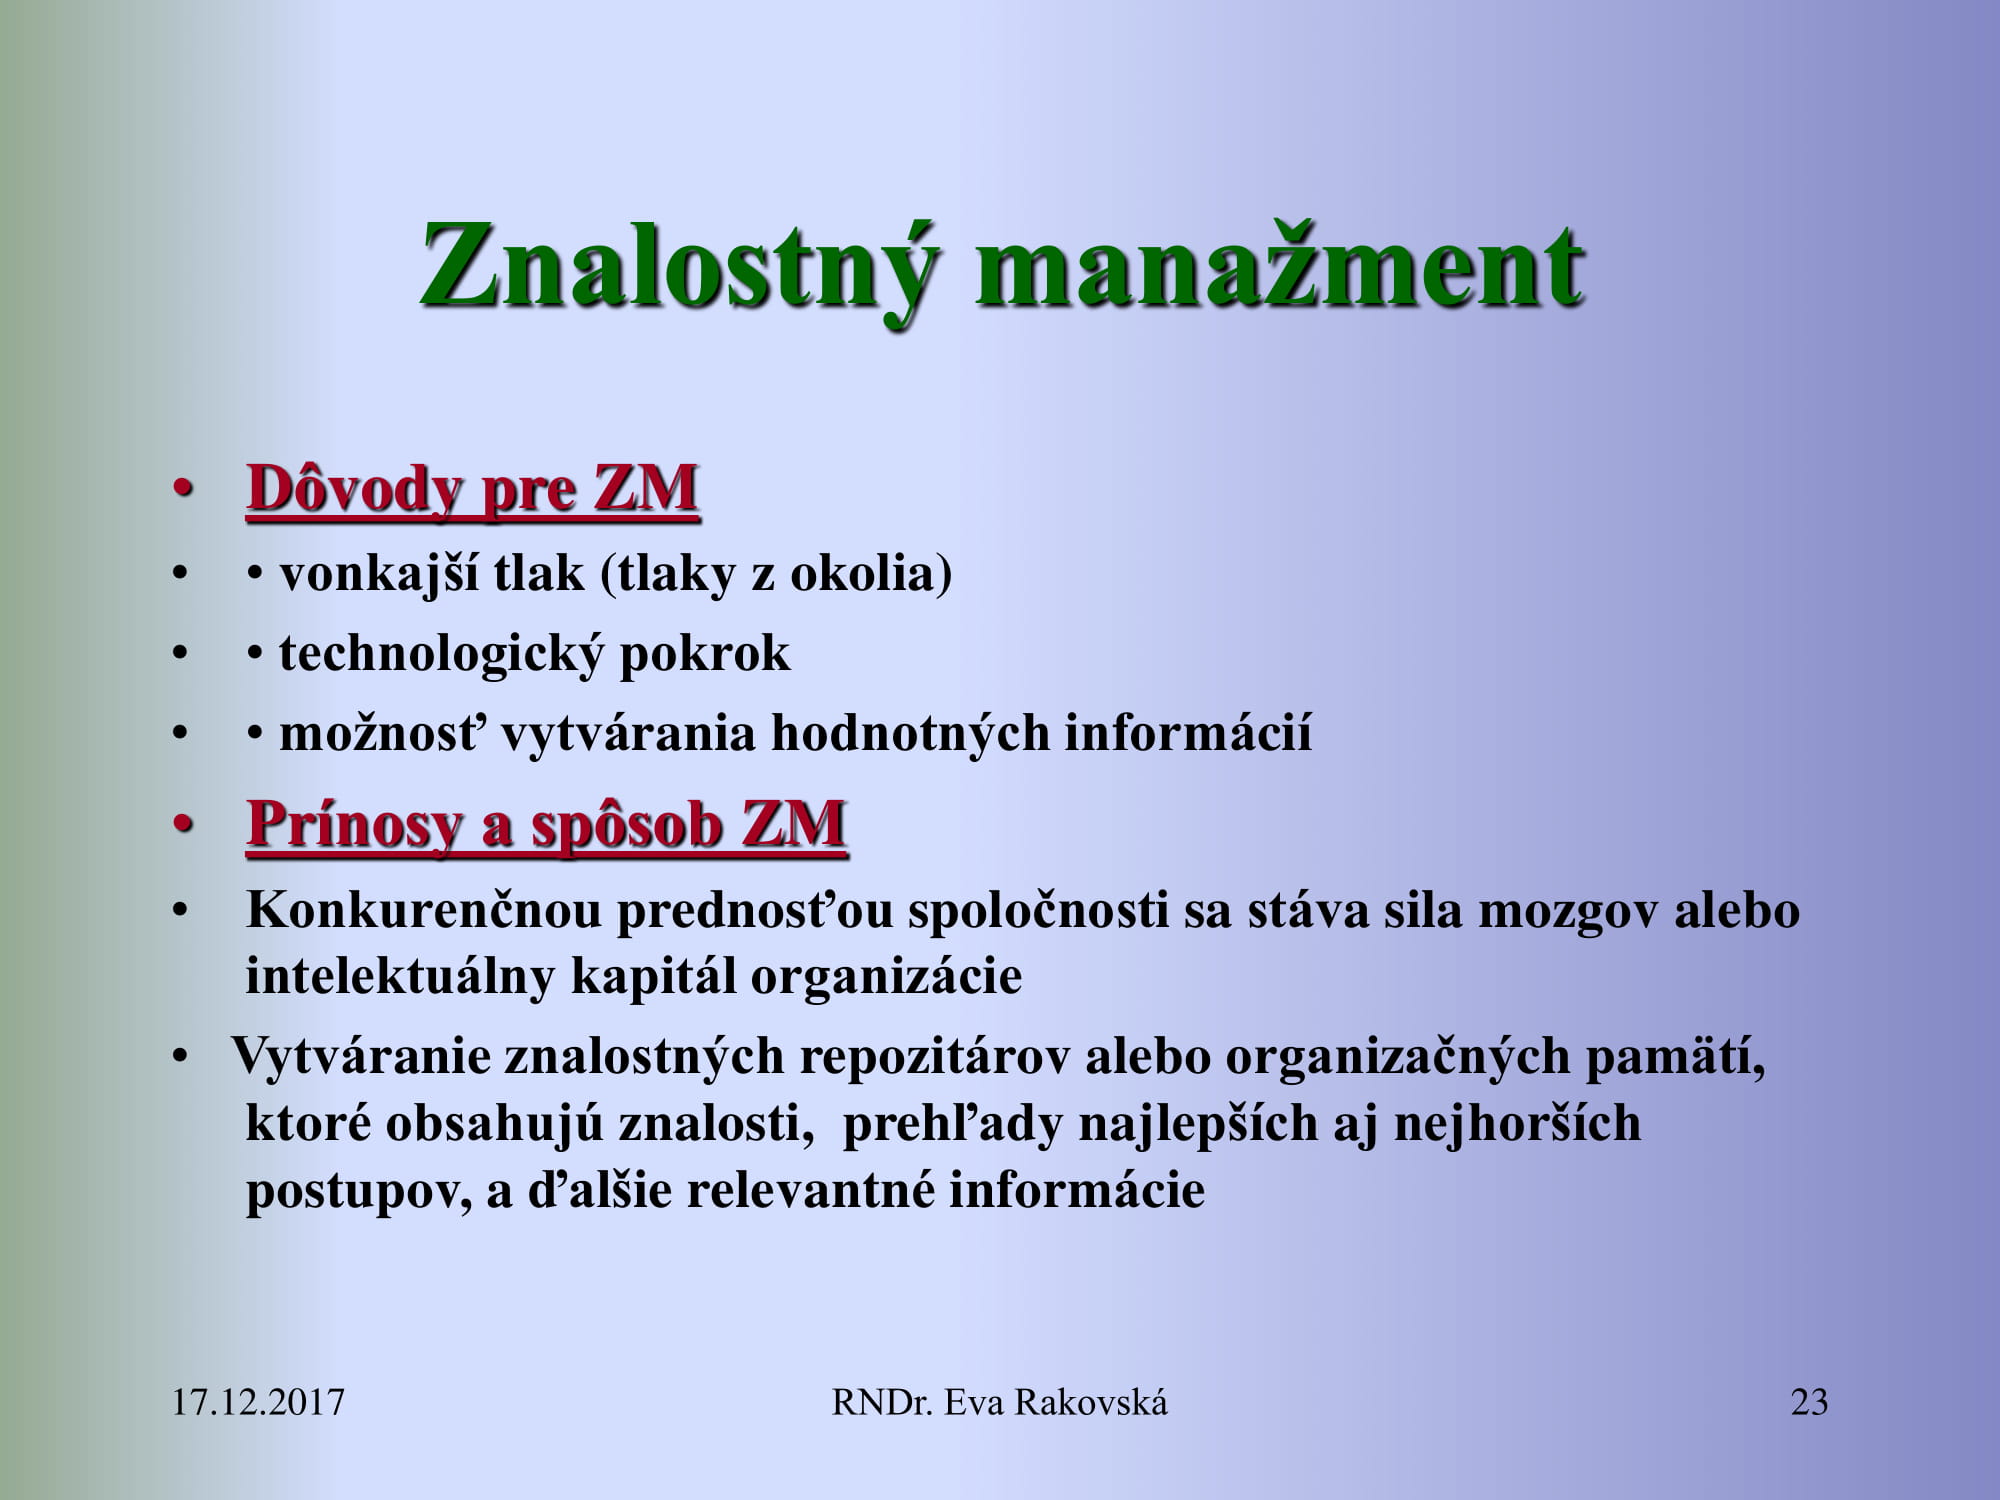 Znalostný manažment
• Dôvody pre ZM
• • vonkajší tlak (tlaky z okolia)
• • technologický pokrok
• • možnosť vytvárania hodnotných informácií
• Prínosy a spôsob ZM
• Konkurenčnou prednosťou spoločnosti sa stáva sila mozgov alebo
intelektuálny kapitál organizácie
• Vytváranie znalostných repozitárov alebo organizačných pamätí,
ktoré obsahujú znalosti,  prehľady najlepších aj nejhorších
postupov, a ďalšie relevantné informácie
17.12.2017 RNDr. Eva Rakovská 23